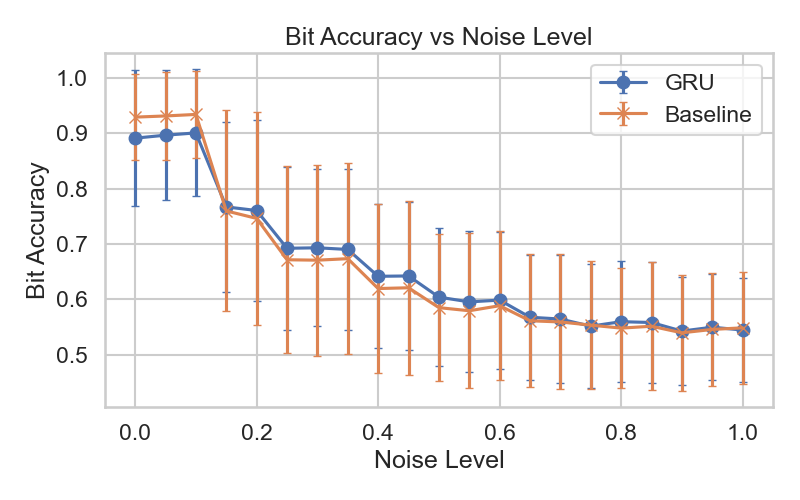 Bit Accuracy vs Noise Level
GRU
Baseline
Bit Accuracy
1.0
0.9
0.8
0.7
0.6
0.5
0.0 0.2 0.4 0.6 0.8 1.0
Noise Level